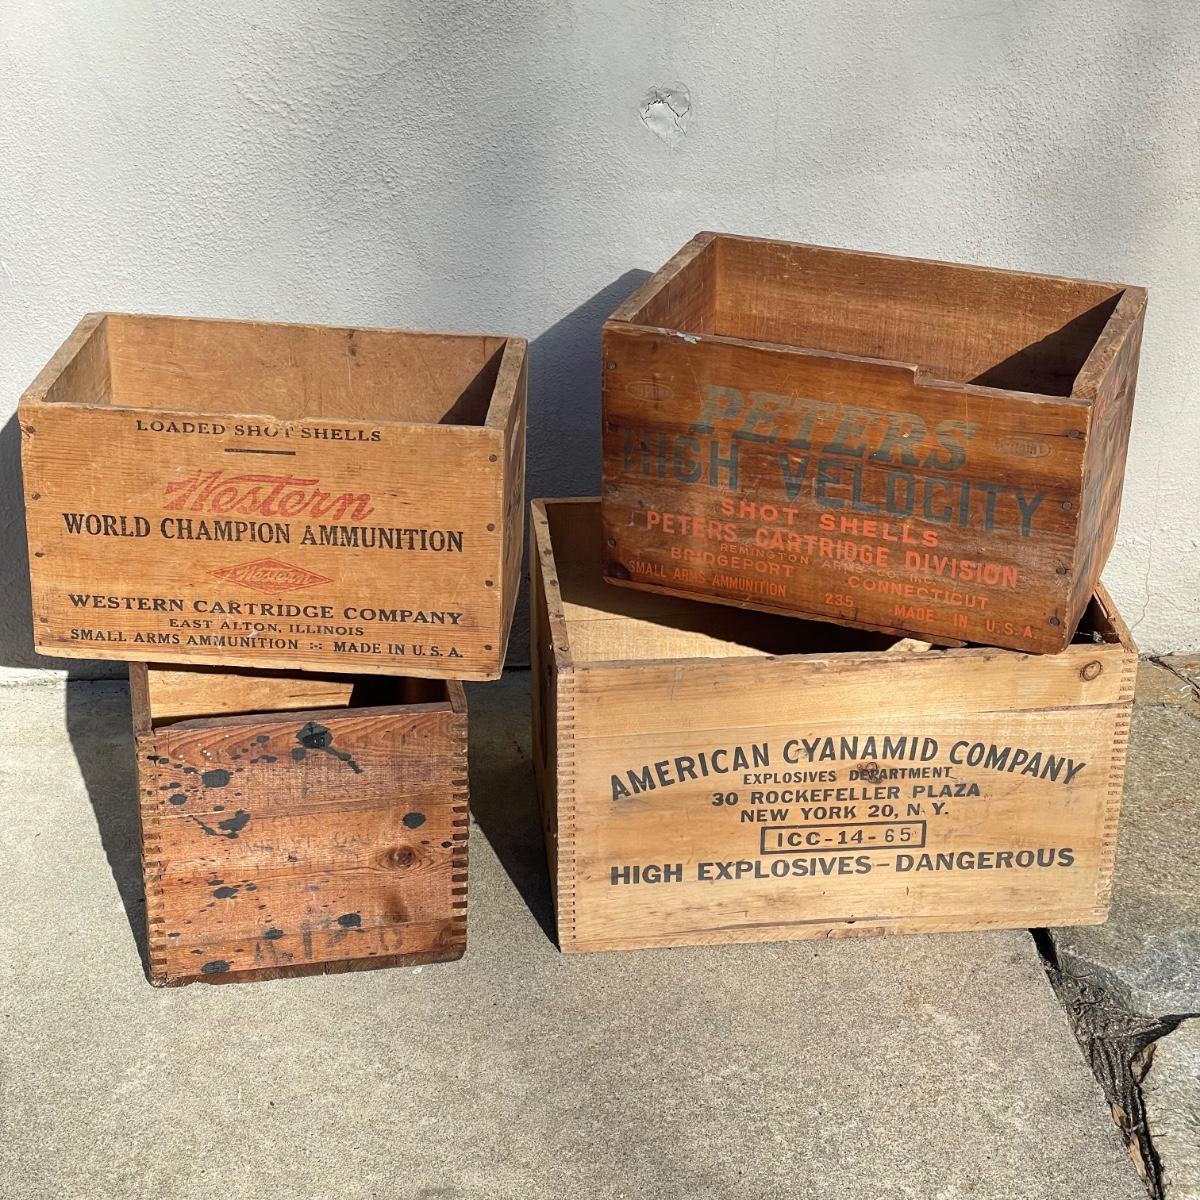 LOADED SHOT SHELLS
Western
WORLD CHAMPION AMMUNITION
Western
WESTERN CARTRIDGE COMPANY
EAST ALTON, ILLINOIS
SMALL ARMS AMMUNITION :-: MADE IN U.S.A.
PETERS
HIGH VELOCITY
SHOT SHELLS
PETERS CARTRIDGE DIVISION
REMINGTON ARMS CO. INC.
BRIDGEPORT CONNECTICUT
SMALL ARMS AMMUNITION 235 MADE IN U.S.A.
AMERICAN CYANAMID COMPANY
EXPLOSIVES DEPARTMENT
30 ROCKEFELLER PLAZA
NEW YORK 20, N.Y.
ICC-14-65
HIGH EXPLOSIVES-DANGEROUS